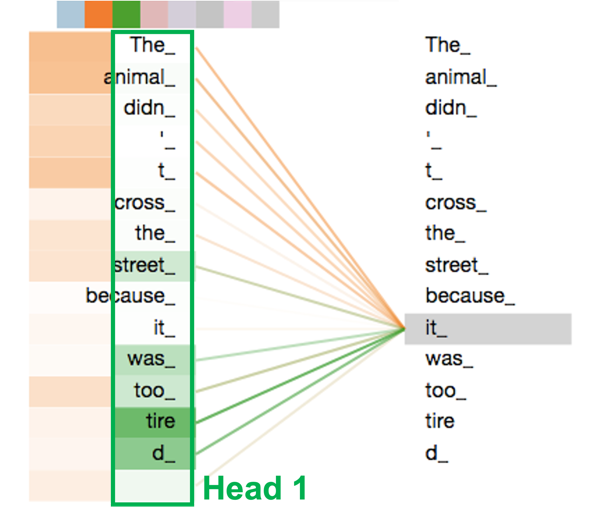 The_ The_
animal_ animal_
didn_ didn_
'_ '_
t_ t_
cross_ cross_
the_ the_
street_ street_
because_ because_
it_ it_
was_ was_
too_ too_
tire tire
d_ d_
Head 1